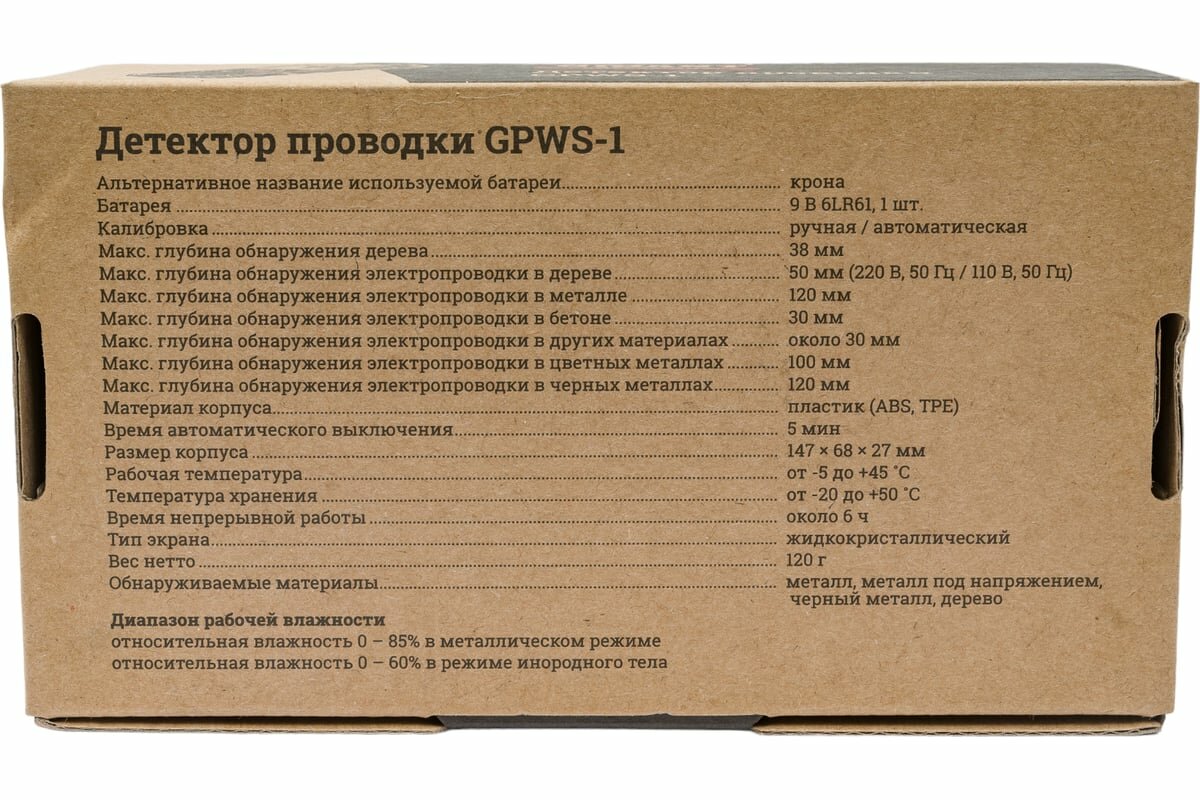 Детектор проводки GPWS-1
Альтернативное название используемой батареи.......... крона
Батарея .......... 9 В 6LR61, 1 шт.
Калибровка .......... ручная / автоматическая
Макс. глубина обнаружения дерева .......... 38 мм
Макс. глубина обнаружения электропроводки в дереве .......... 50 мм (220 В, 50 Гц / 110 В, 50 Гц)
Макс. глубина обнаружения электропроводки в металле .......... 120 мм
Макс. глубина обнаружения электропроводки в бетоне .......... 30 мм
Макс. глубина обнаружения электропроводки в других материалах .......... около 30 мм
Макс. глубина обнаружения электропроводки в цветных металлах .......... 100 мм
Макс. глубина обнаружения электропроводки в черных металлах .......... 120 мм
Материал корпуса .......... пластик (ABS, TPE)
Время автоматического выключения .......... 5 мин
Размер корпуса .......... 147 × 68 × 27 мм
Рабочая температура .......... от -5 до +45 °C
Температура хранения .......... от -20 до +50 °C
Время непрерывной работы .......... около 6 ч
Тип экрана .......... жидкокристаллический
Вес нетто .......... 120 г
Обнаруживаемые материалы .......... металл, металл под напряжением,
черный металл, дерево
Диапазон рабочей влажности
относительная влажность 0 – 85% в металлическом режиме
относительная влажность 0 – 60% в режиме инородного тела